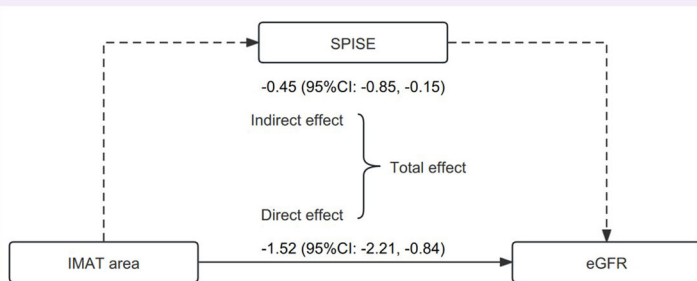 SPISE
-0.45 (95%CI: -0.85, -0.15)
Indirect effect
Total effect
Direct effect
-1.52 (95%CI: -2.21, -0.84)
IMAT area
eGFR